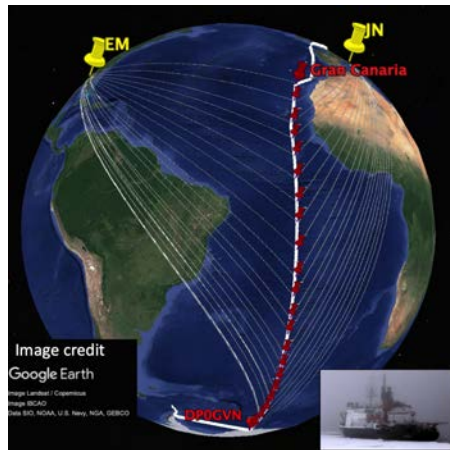 EM
JN
Gran Canaria
DP0GVN
Image credit
Google Earth
Image Landsat / Copernicus
Image IBCAO
Data SIO, NOAA, U.S. Navy, NGA, GEBCO